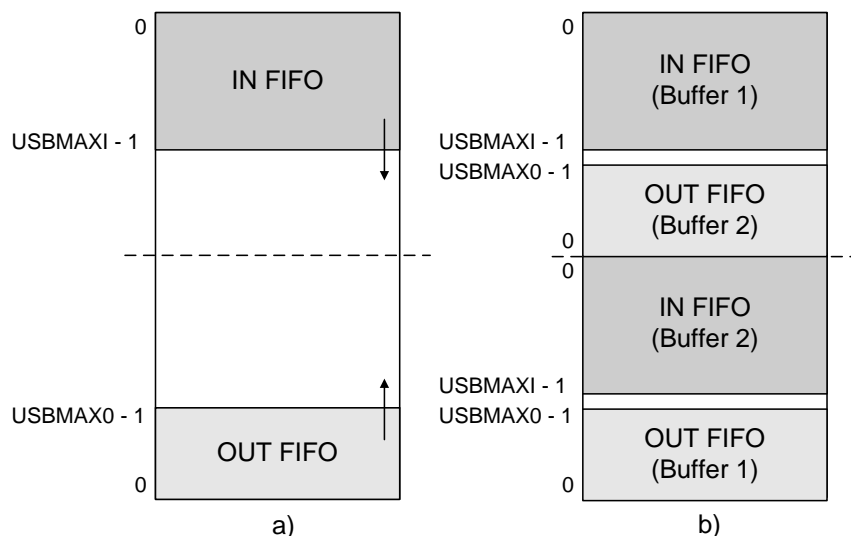 0
IN FIFO
USBMAXI - 1
USBMAX0 - 1
OUT FIFO
0
a)
IN FIFO
(Buffer 1)
USBMAXI - 1
USBMAX0 - 1
OUT FIFO
(Buffer 2)
0
0
IN FIFO
(Buffer 2)
USBMAXI - 1
USBMAX0 - 1
OUT FIFO
(Buffer 1)
0
b)